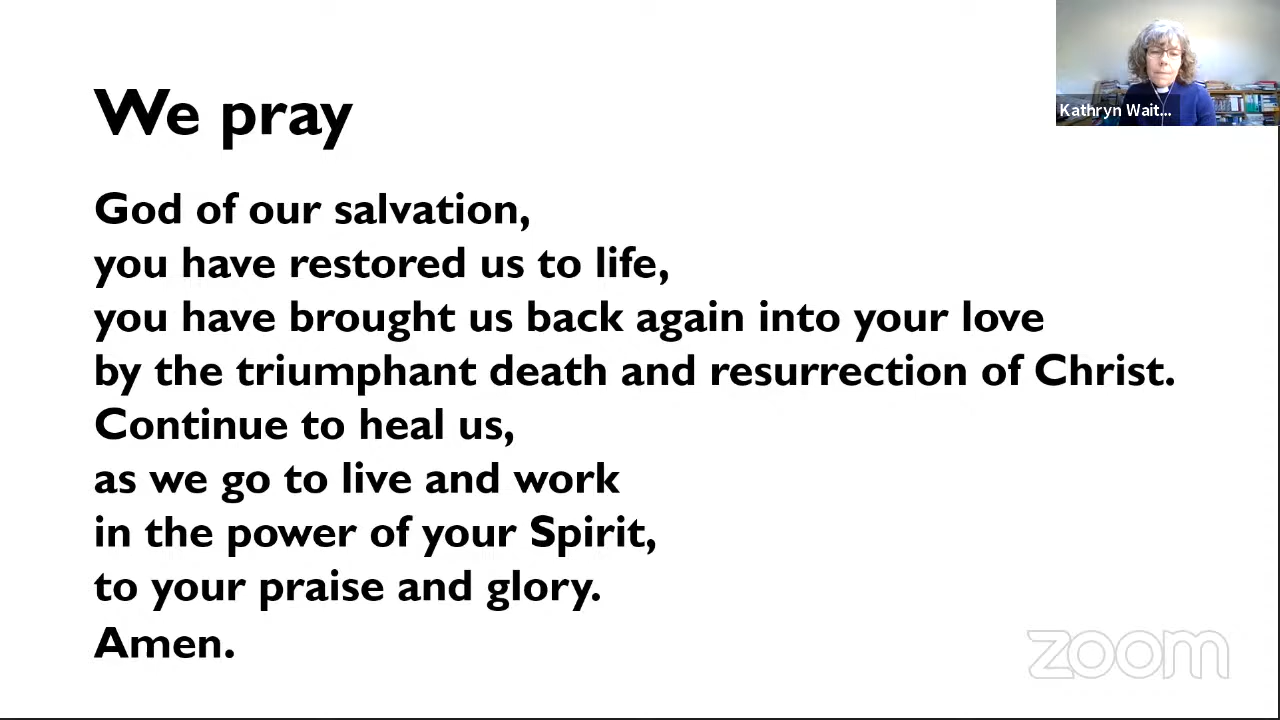 We pray
God of our salvation,
you have restored us to life,
you have brought us back again into your love
by the triumphant death and resurrection of Christ.
Continue to heal us,
as we go to live and work
in the power of your Spirit,
to your praise and glory.
Amen.
Kathryn Wait...
zoom